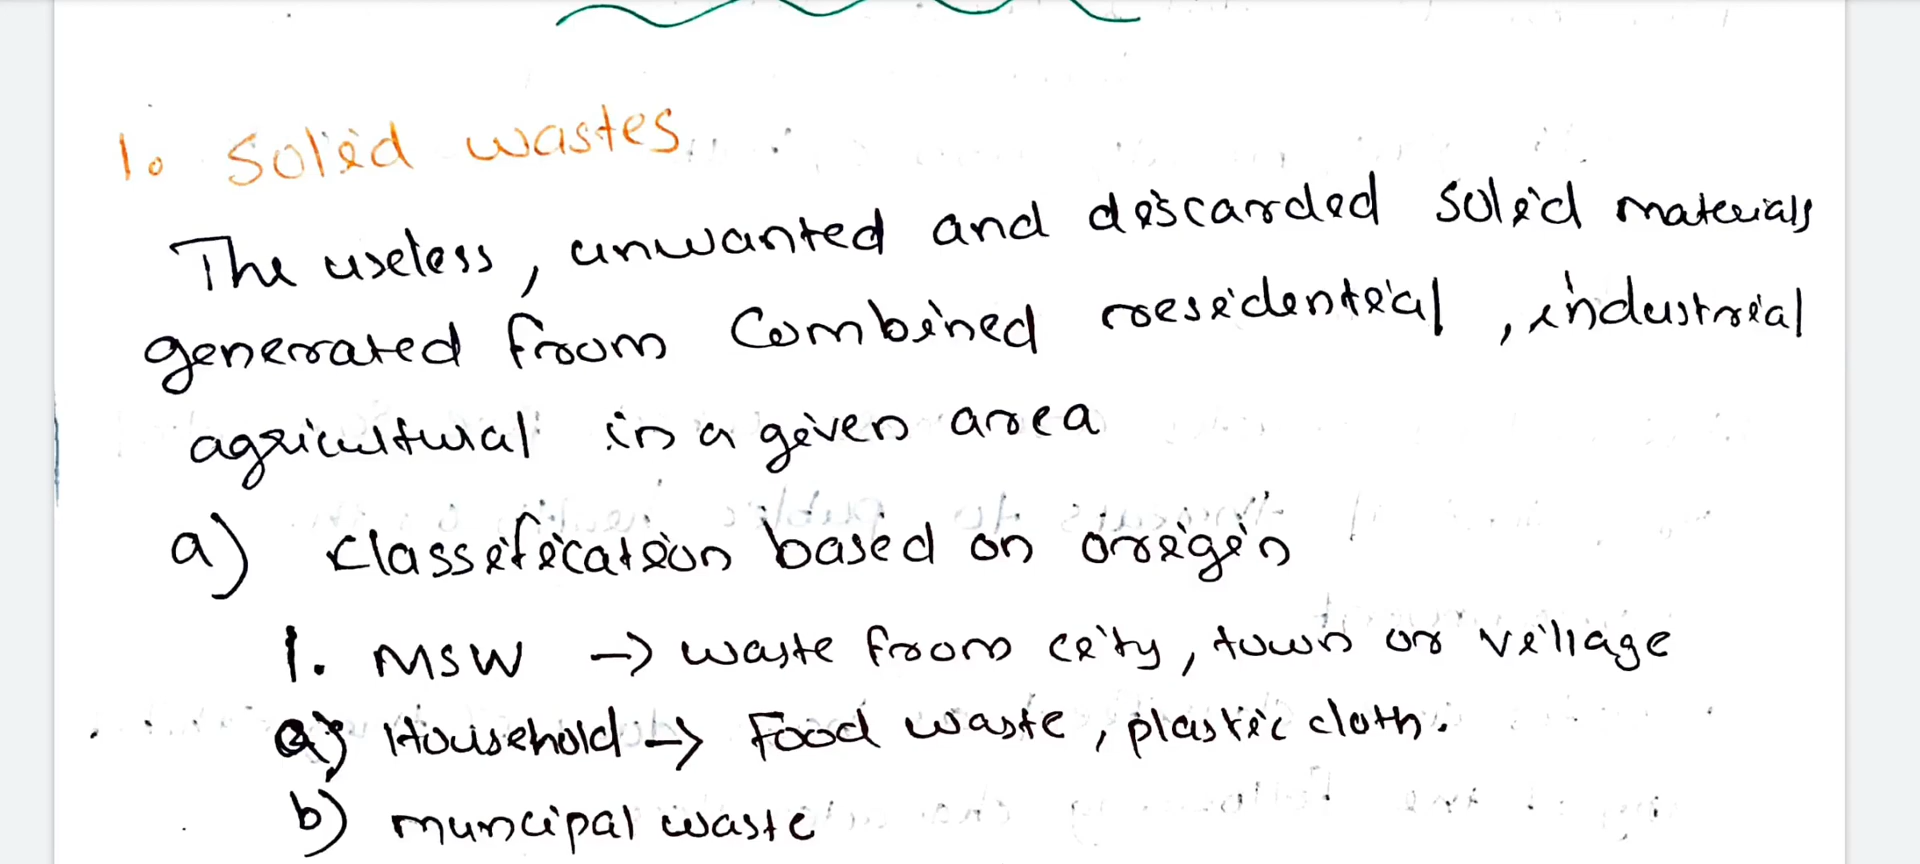 1. Solid wastes
The useless, unwanted and discarded solid materials
generated from Combined residential, industrial
agricultural in a given area
a) classification based on origin
1. MSW → waste from city, town or village
a) Household → Food waste, plastic cloth.
b) muncipal waste